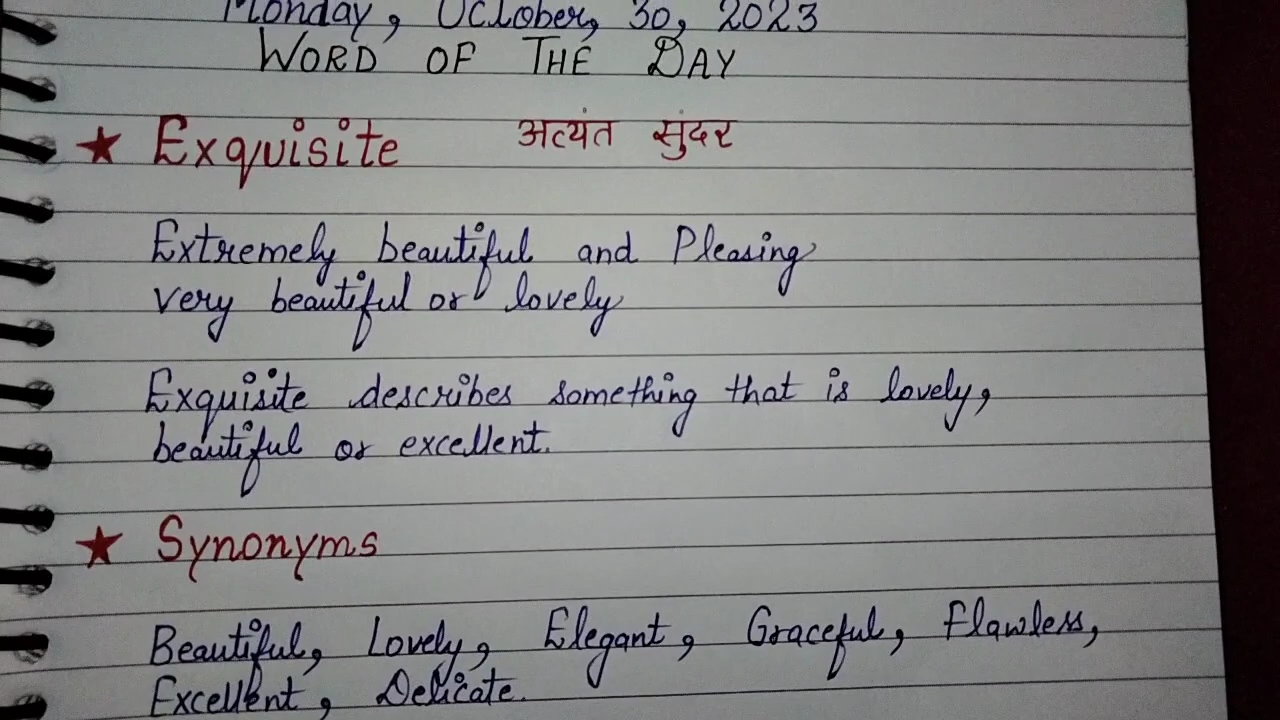 Monday, October, 30, 2023
WORD OF THE DAY
★ Exquisite अत्यंत सुंदर
Extremely beautiful and Pleasing
very beautiful or lovely
Exquisite describes something that is lovely,
beautiful or excellent.
★ Synonyms
Beautiful, Lovely, Elegant, Graceful, Flawless,
Excellent, Delicate.